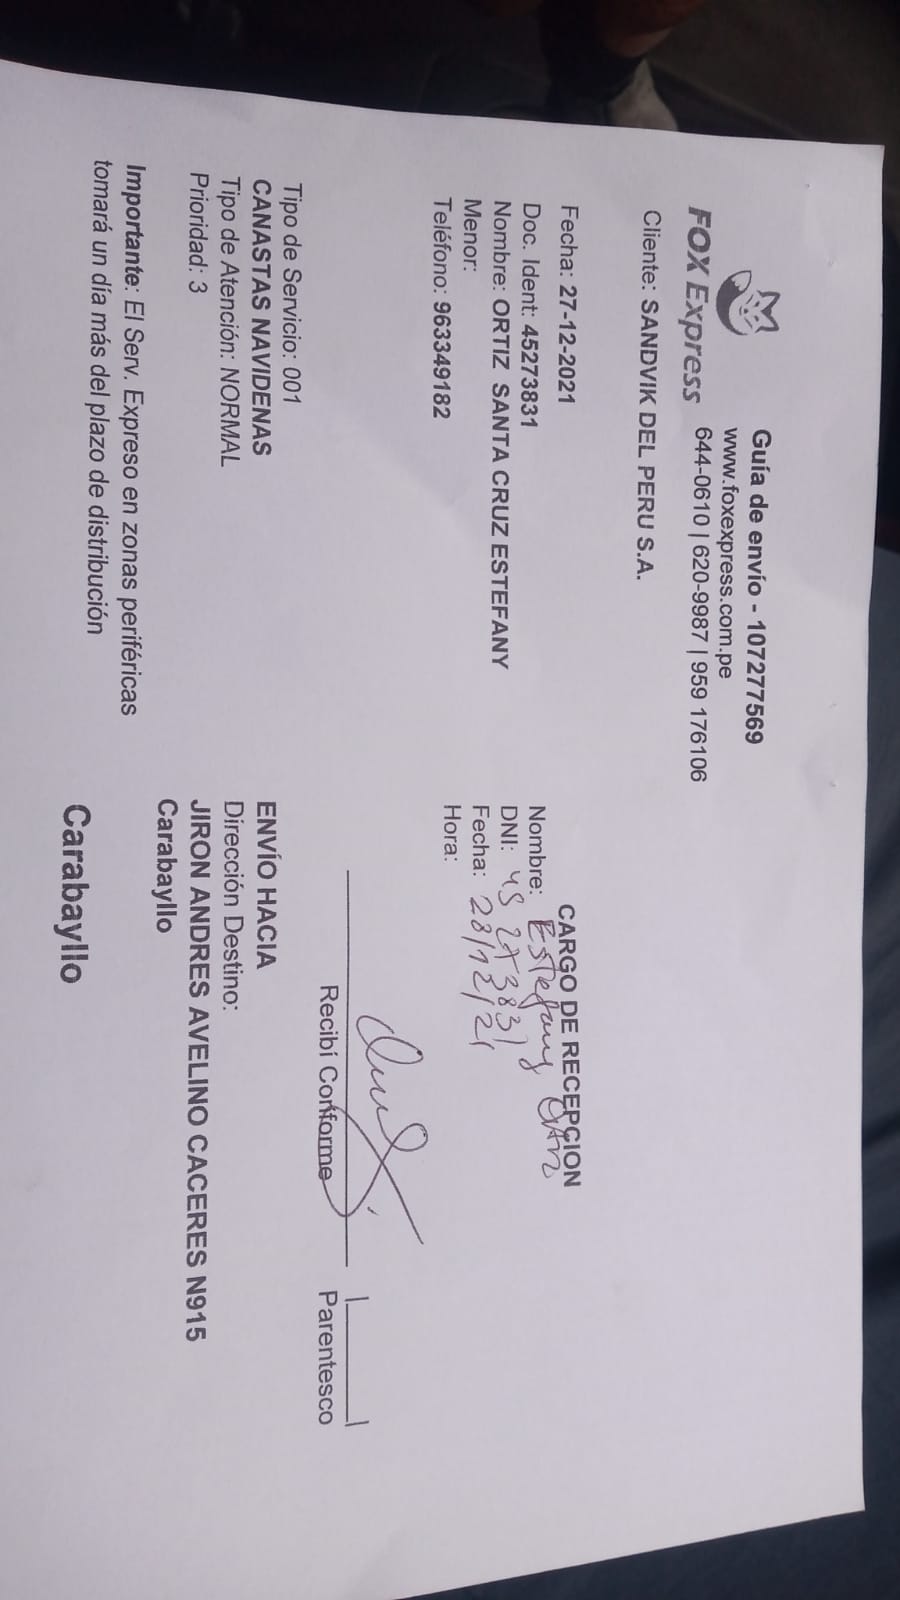 Guía de envío - 107277569
www.foxexpress.com.pe
FOX Express 644-0610 | 620-9987 | 959 176106
Cliente: SANDVIK DEL PERU S.A.
Fecha: 27-12-2021
Doc. Ident: 45273831
Nombre: ORTIZ SANTA CRUZ ESTEFANY
Menor:
Teléfono: 963349182
Tipo de Servicio: 001
CANASTAS NAVIDENAS
Tipo de Atención: NORMAL
Prioridad: 3
Importante: El Serv. Expreso en zonas periféricas
tomará un día más del plazo de distribución
CARGO DE RECEPCION
Nombre: Estefany Ortiz
DNI: 45273831
Fecha: 28/12/21
Hora:
Recibí Conforme
Parentesco
ENVÍO HACIA
Dirección Destino:
JIRON ANDRES AVELINO CACERES N915
Carabayllo
Carabayllo